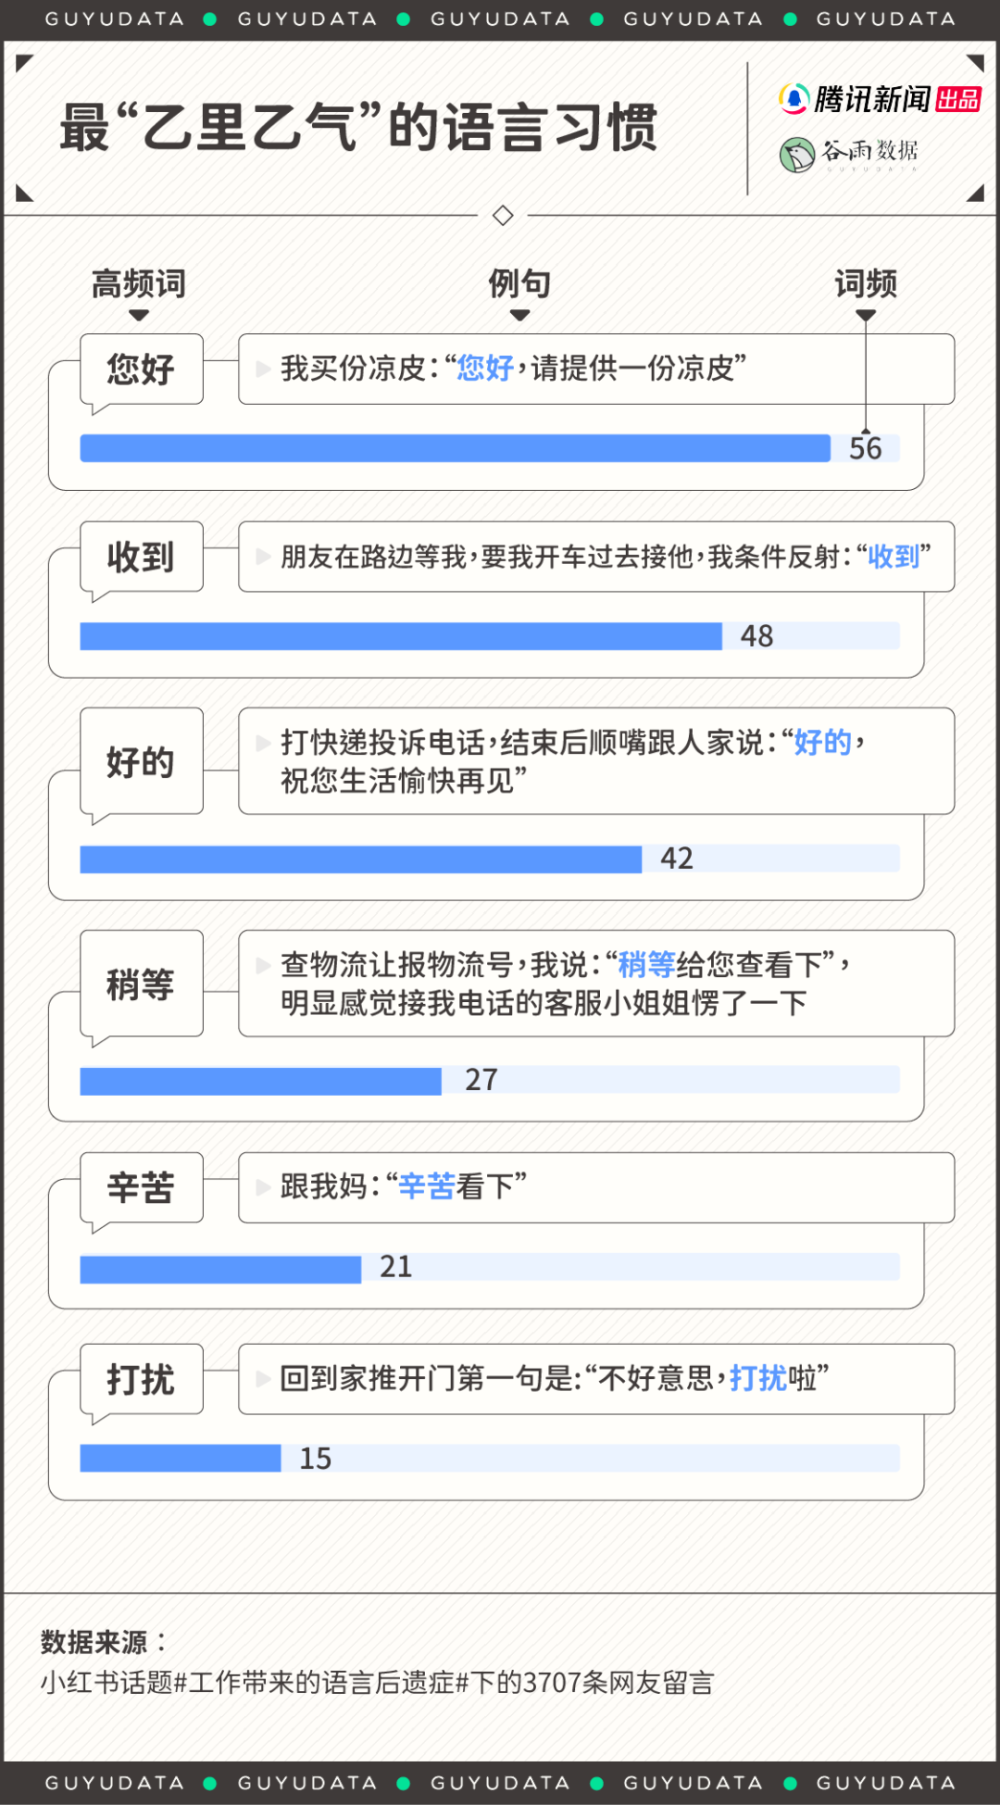 GUYUDATA ● GUYUDATA ● GUYUDATA ● GUYUDATA ● GUYUDATA
最“乙里乙气”的语言习惯
腾讯新闻 出品
谷雨数据
GUYUDATA
高频词 例句 词频
您好
我买份凉皮：“您好，请提供一份凉皮”
56
收到
朋友在路边等我，要我开车过去接他，我条件反射：“收到”
48
好的
打快递投诉电话，结束后顺嘴跟人家说：“好的，
祝您生活愉快再见”
42
稍等
查物流让报物流号，我说：“稍等给您查看下”，
明显感觉接我电话的客服小姐姐愣了一下
27
辛苦
跟我妈：“辛苦看下”
21
打扰
回到家推开门第一句是:“不好意思，打扰啦”
15
数据来源：
小红书话题#工作带来的语言后遗症#下的3707条网友留言
GUYUDATA ● GUYUDATA ● GUYUDATA ● GUYUDATA ● GUYUDATA